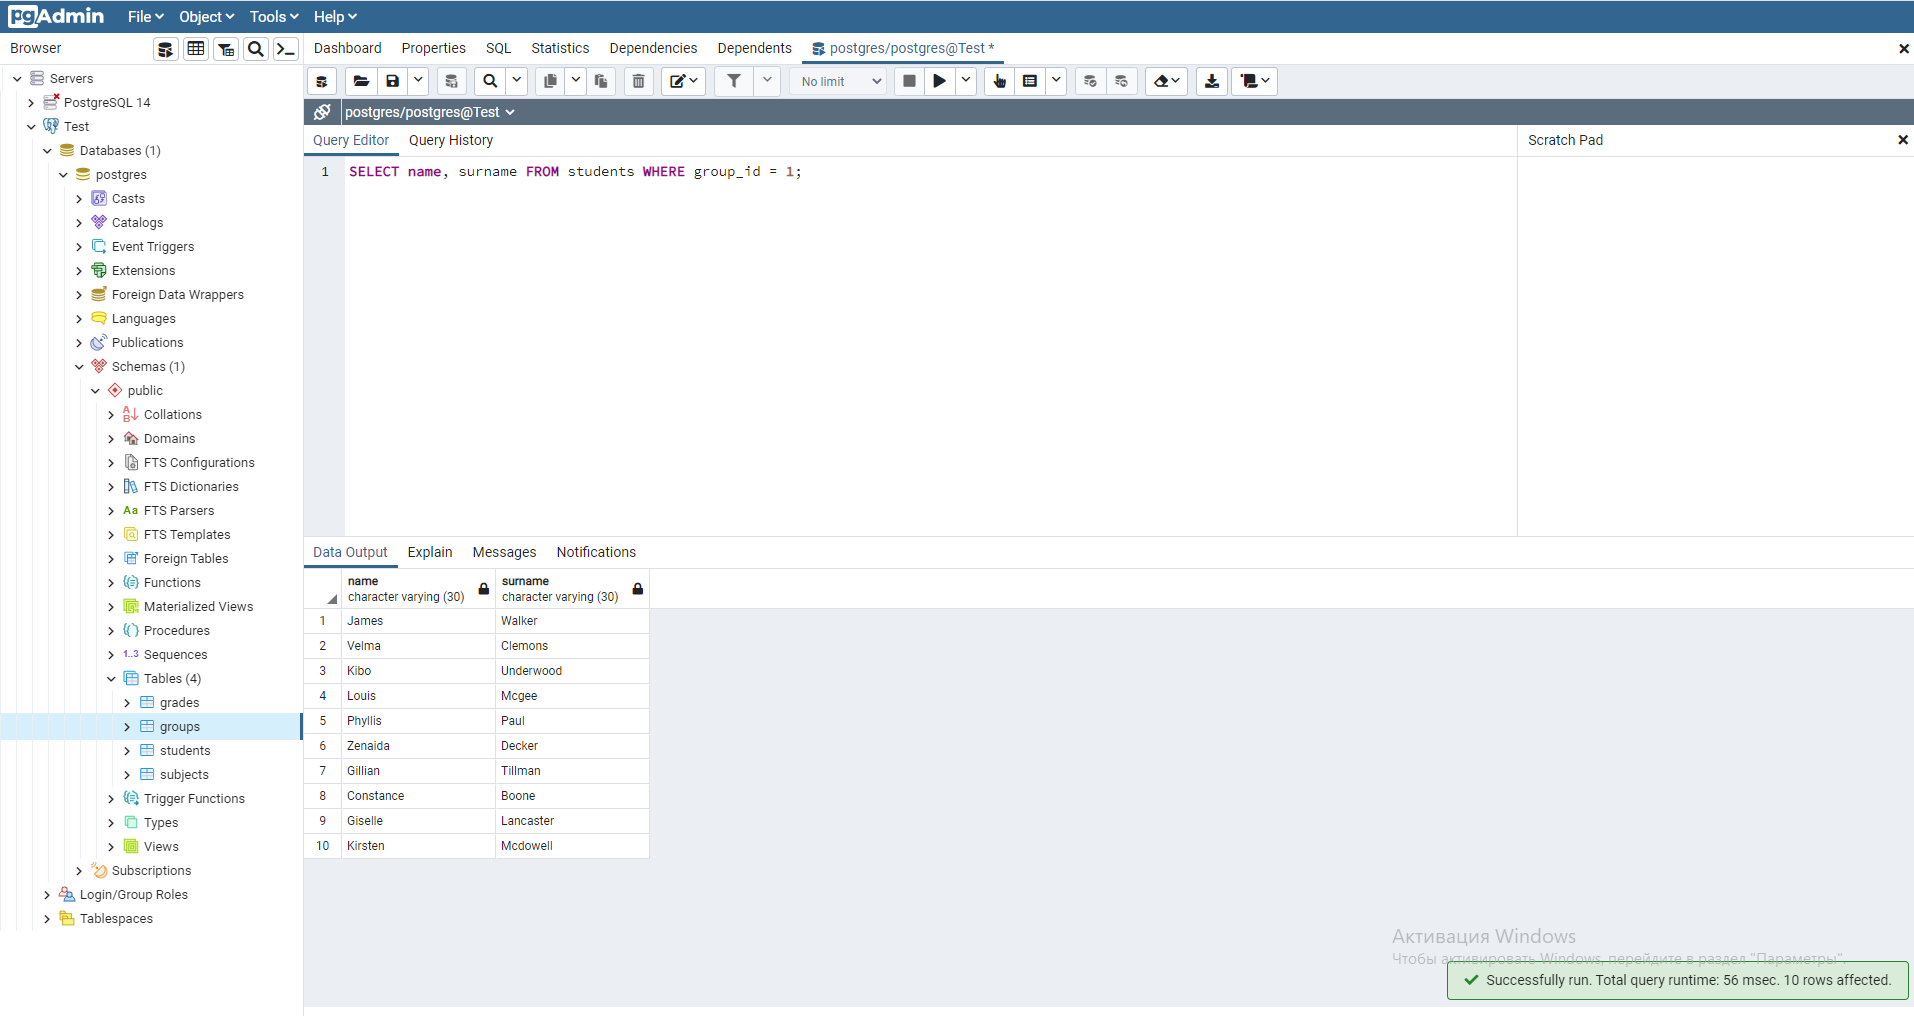 pgAdmin File Object Tools Help
Browser
Dashboard Properties SQL Statistics Dependencies Dependents postgres/postgres@Test *
No limit
postgres/postgres@Test
Query Editor Query History
Scratch Pad
1 SELECT name, surname FROM students WHERE group_id = 1;
Servers
PostgreSQL 14
Test
Databases (1)
postgres
Casts
Catalogs
Event Triggers
Extensions
Foreign Data Wrappers
Languages
Publications
Schemas (1)
public
Collations
Domains
FTS Configurations
FTS Dictionaries
Aa FTS Parsers
FTS Templates
Foreign Tables
Functions
Materialized Views
Procedures
1..3 Sequences
Tables (4)
grades
groups
students
subjects
Trigger Functions
Types
Views
Subscriptions
Login/Group Roles
Tablespaces
Data Output Explain Messages Notifications
name surname
character varying (30) character varying (30)
1 James Walker
2 Velma Clemons
3 Kibo Underwood
4 Louis Mcgee
5 Phyllis Paul
6 Zenaida Decker
7 Gillian Tillman
8 Constance Boone
9 Giselle Lancaster
10 Kirsten Mcdowell
Активация Windows
Чтобы активировать Windows, перейдите в раздел "Параметры".
Successfully run. Total query runtime: 56 msec. 10 rows affected.